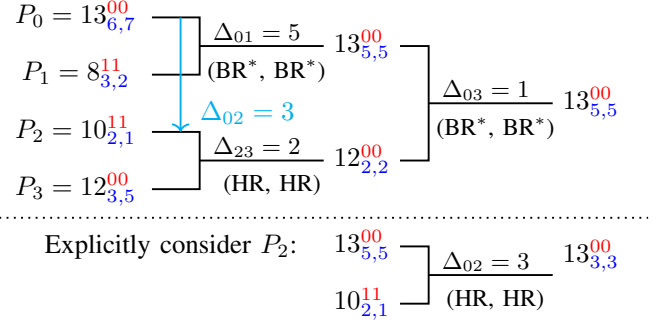 P₀ = 13⁰⁰₆,₇
Δ₀₁ = 5
13⁰⁰₅,₅
P₁ = 8¹¹₃,₂
(BR*, BR*)
Δ₀₃ = 1
13⁰⁰₅,₅
(BR*, BR*)
Δ₀₂ = 3
P₂ = 10¹¹₂,₁
Δ₂₃ = 2
12⁰⁰₂,₂
(HR, HR)
P₃ = 12⁰⁰₃,₅
Explicitly consider P₂:
13⁰⁰₅,₅
Δ₀₂ = 3
13⁰⁰₃,₃
(HR, HR)
10¹¹₂,₁